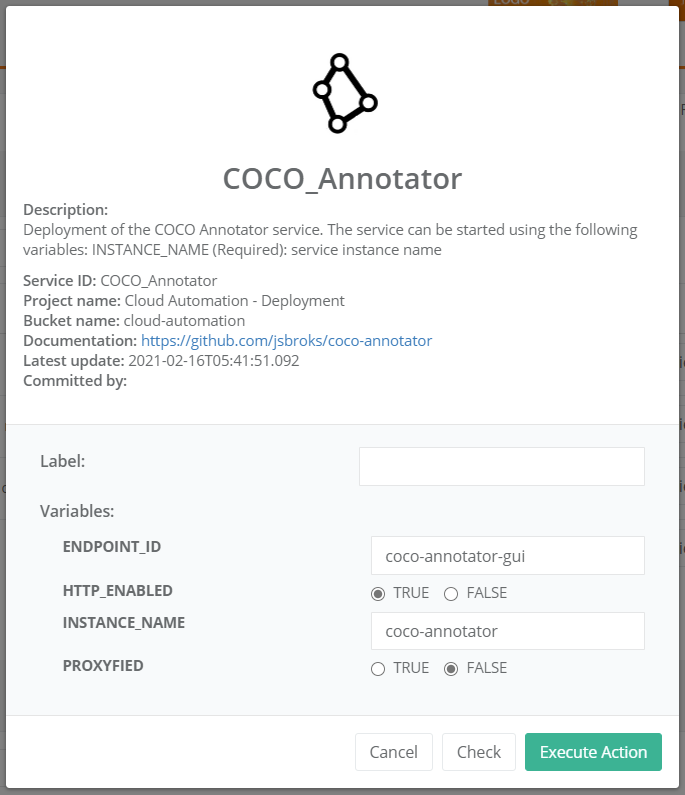 COCO_Annotator
Description:
Deployment of the COCO Annotator service. The service can be started using the following
variables: INSTANCE_NAME (Required): service instance name
Service ID: COCO_Annotator
Project name: Cloud Automation - Deployment
Bucket name: cloud-automation
Documentation: https://github.com/jsbroks/coco-annotator
Latest update: 2021-02-16T05:41:51.092
Committed by:
Label:
Variables:
ENDPOINT_ID coco-annotator-gui
HTTP_ENABLED TRUE FALSE
INSTANCE_NAME coco-annotator
PROXYFIED TRUE FALSE
Cancel Check Execute Action